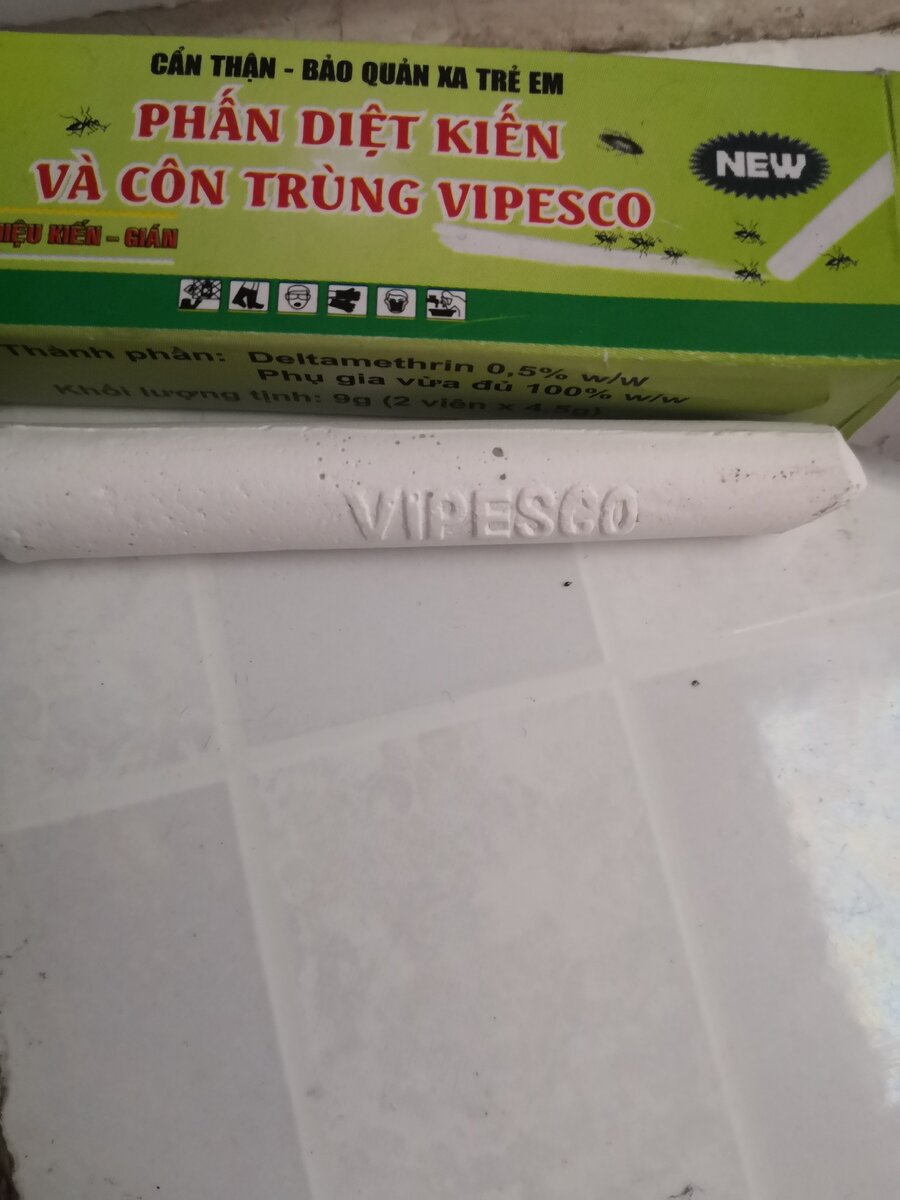 CẨN THẬN - BẢO QUẢN XA TRẺ EM
PHẤN DIỆT KIẾN
VÀ CÔN TRÙNG VIPESCO
NEW
HIỆU KIẾN - GIÁN
Thành phần: Deltamethrin 0,5% w/w
Phụ gia vừa đủ 100% w/w
Khối lượng tịnh: 9g (2 viên x 4,5g)
VIPESCO